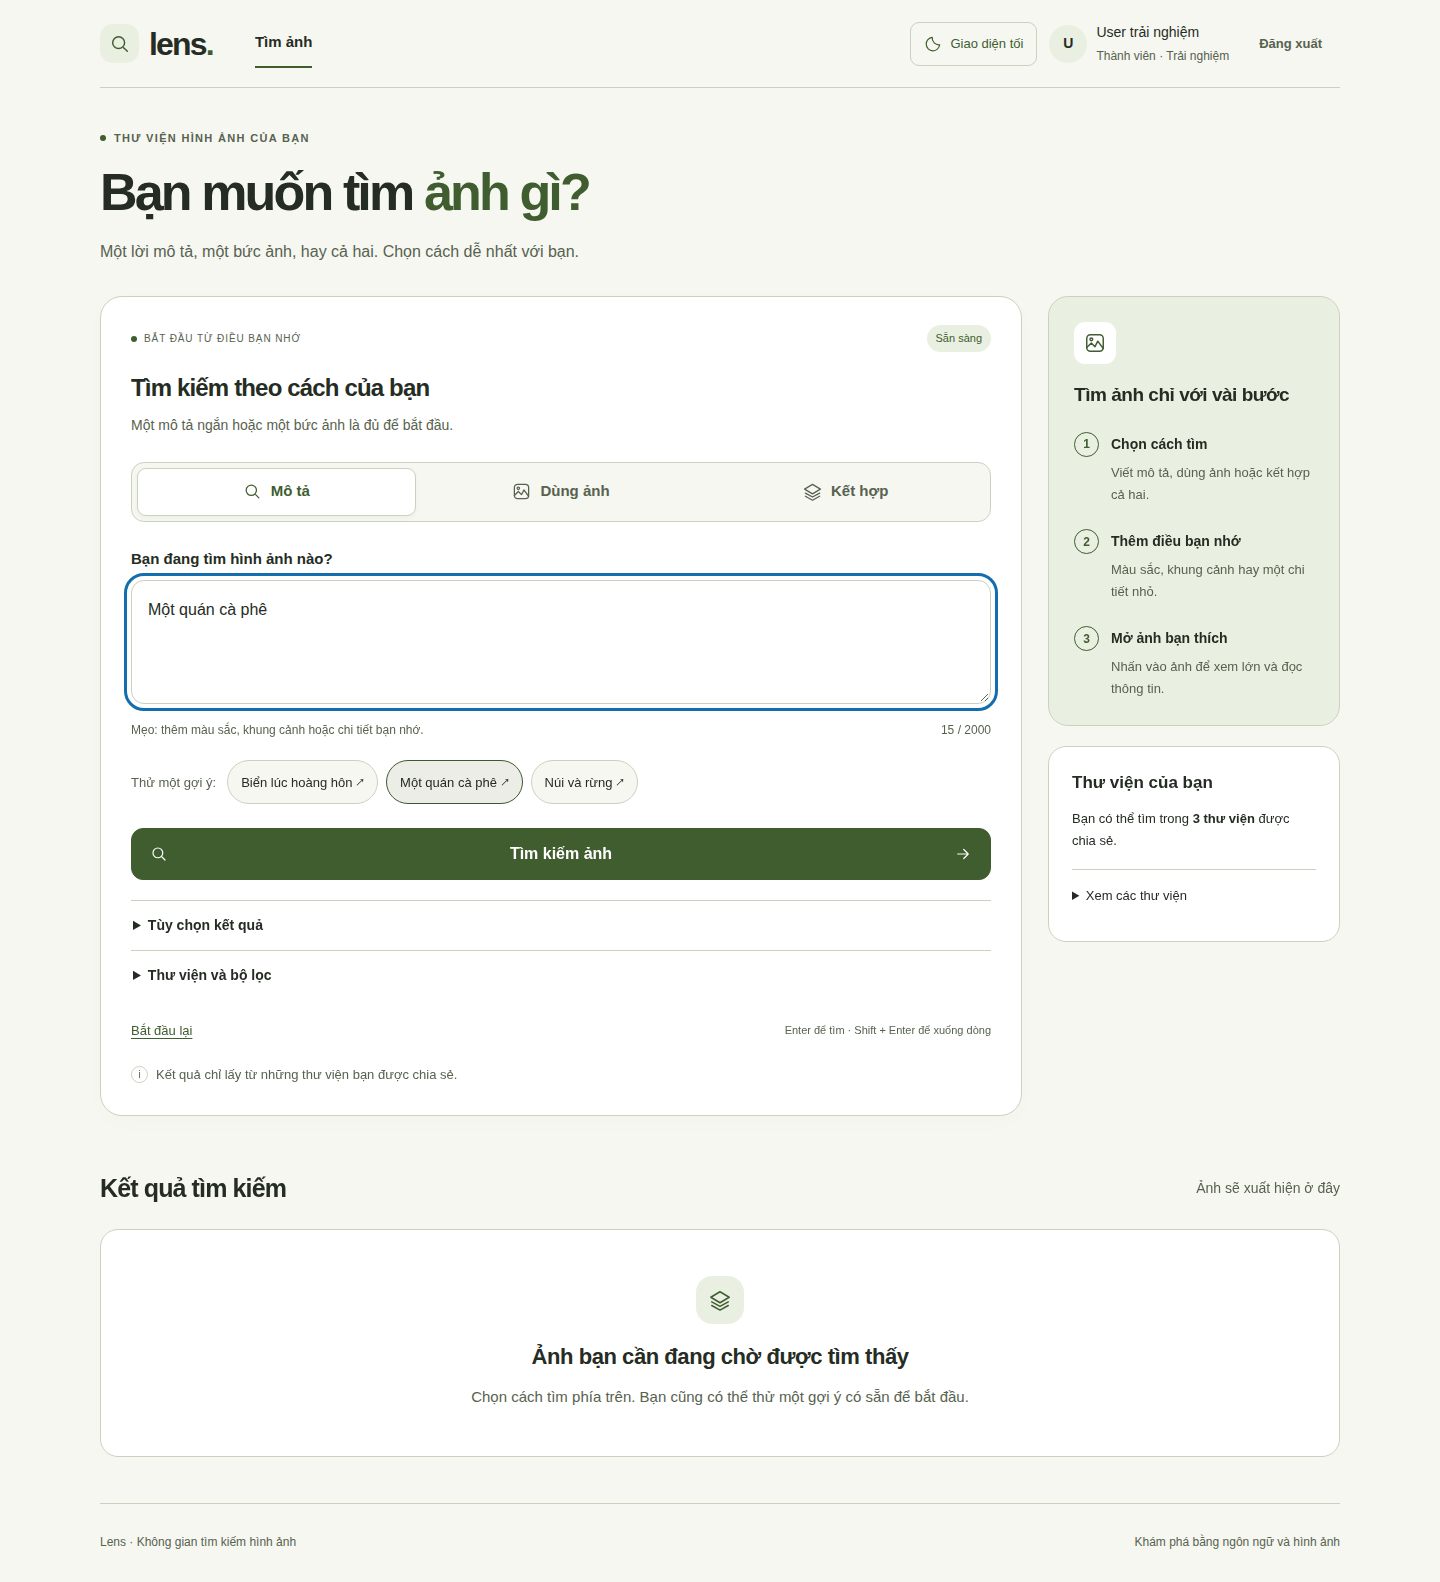 lens.
Tìm ảnh
Giao diện tối
U
User trải nghiệm
Thành viên · Trải nghiệm
Đăng xuất
THƯ VIỆN HÌNH ẢNH CỦA BẠN
Bạn muốn tìm ảnh gì?
Một lời mô tả, một bức ảnh, hay cả hai. Chọn cách dễ nhất với bạn.
BẮT ĐẦU TỪ ĐIỀU BẠN NHỚ
Sẵn sàng
Tìm kiếm theo cách của bạn
Một mô tả ngắn hoặc một bức ảnh là đủ để bắt đầu.
Mô tả
Dùng ảnh
Kết hợp
Bạn đang tìm hình ảnh nào?
Một quán cà phê
Mẹo: thêm màu sắc, khung cảnh hoặc chi tiết bạn nhớ.
15 / 2000
Thử một gợi ý:
Biển lúc hoàng hôn ↗
Một quán cà phê ↗
Núi và rừng ↗
Tìm kiếm ảnh
Tùy chọn kết quả
Thư viện và bộ lọc
Bắt đầu lại
Enter để tìm · Shift + Enter để xuống dòng
i
Kết quả chỉ lấy từ những thư viện bạn được chia sẻ.
Tìm ảnh chỉ với vài bước
1
Chọn cách tìm
Viết mô tả, dùng ảnh hoặc kết hợp
cả hai.
2
Thêm điều bạn nhớ
Màu sắc, khung cảnh hay một chi
tiết nhỏ.
3
Mở ảnh bạn thích
Nhấn vào ảnh để xem lớn và đọc
thông tin.
Thư viện của bạn
Bạn có thể tìm trong 3 thư viện được
chia sẻ.
Xem các thư viện
Kết quả tìm kiếm
Ảnh sẽ xuất hiện ở đây
Ảnh bạn cần đang chờ được tìm thấy
Chọn cách tìm phía trên. Bạn cũng có thể thử một gợi ý có sẵn để bắt đầu.
Lens · Không gian tìm kiếm hình ảnh
Khám phá bằng ngôn ngữ và hình ảnh